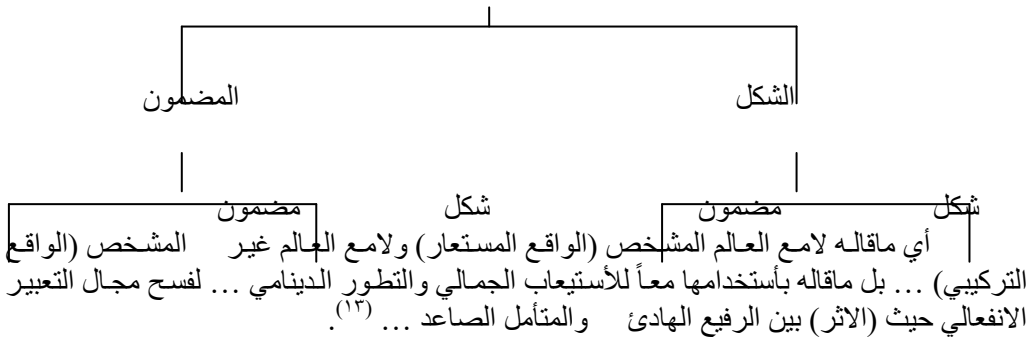 الشكل المضمون
شكل مضمون شكل مضمون
أي ماقاله لامع العالم المشخص (الواقع المستعار) ولامع العالم غير المشخص (الواقع
التركيبي) ... بل ماقاله بأستخدامها معاً للأستيعاب الجمالي والتطور الدينامي ... لفسح مجال التعبير
الانفعالي حيث (الاثر) بين الرفيع الهادئ والمتأمل الصاعد ... (١٣).